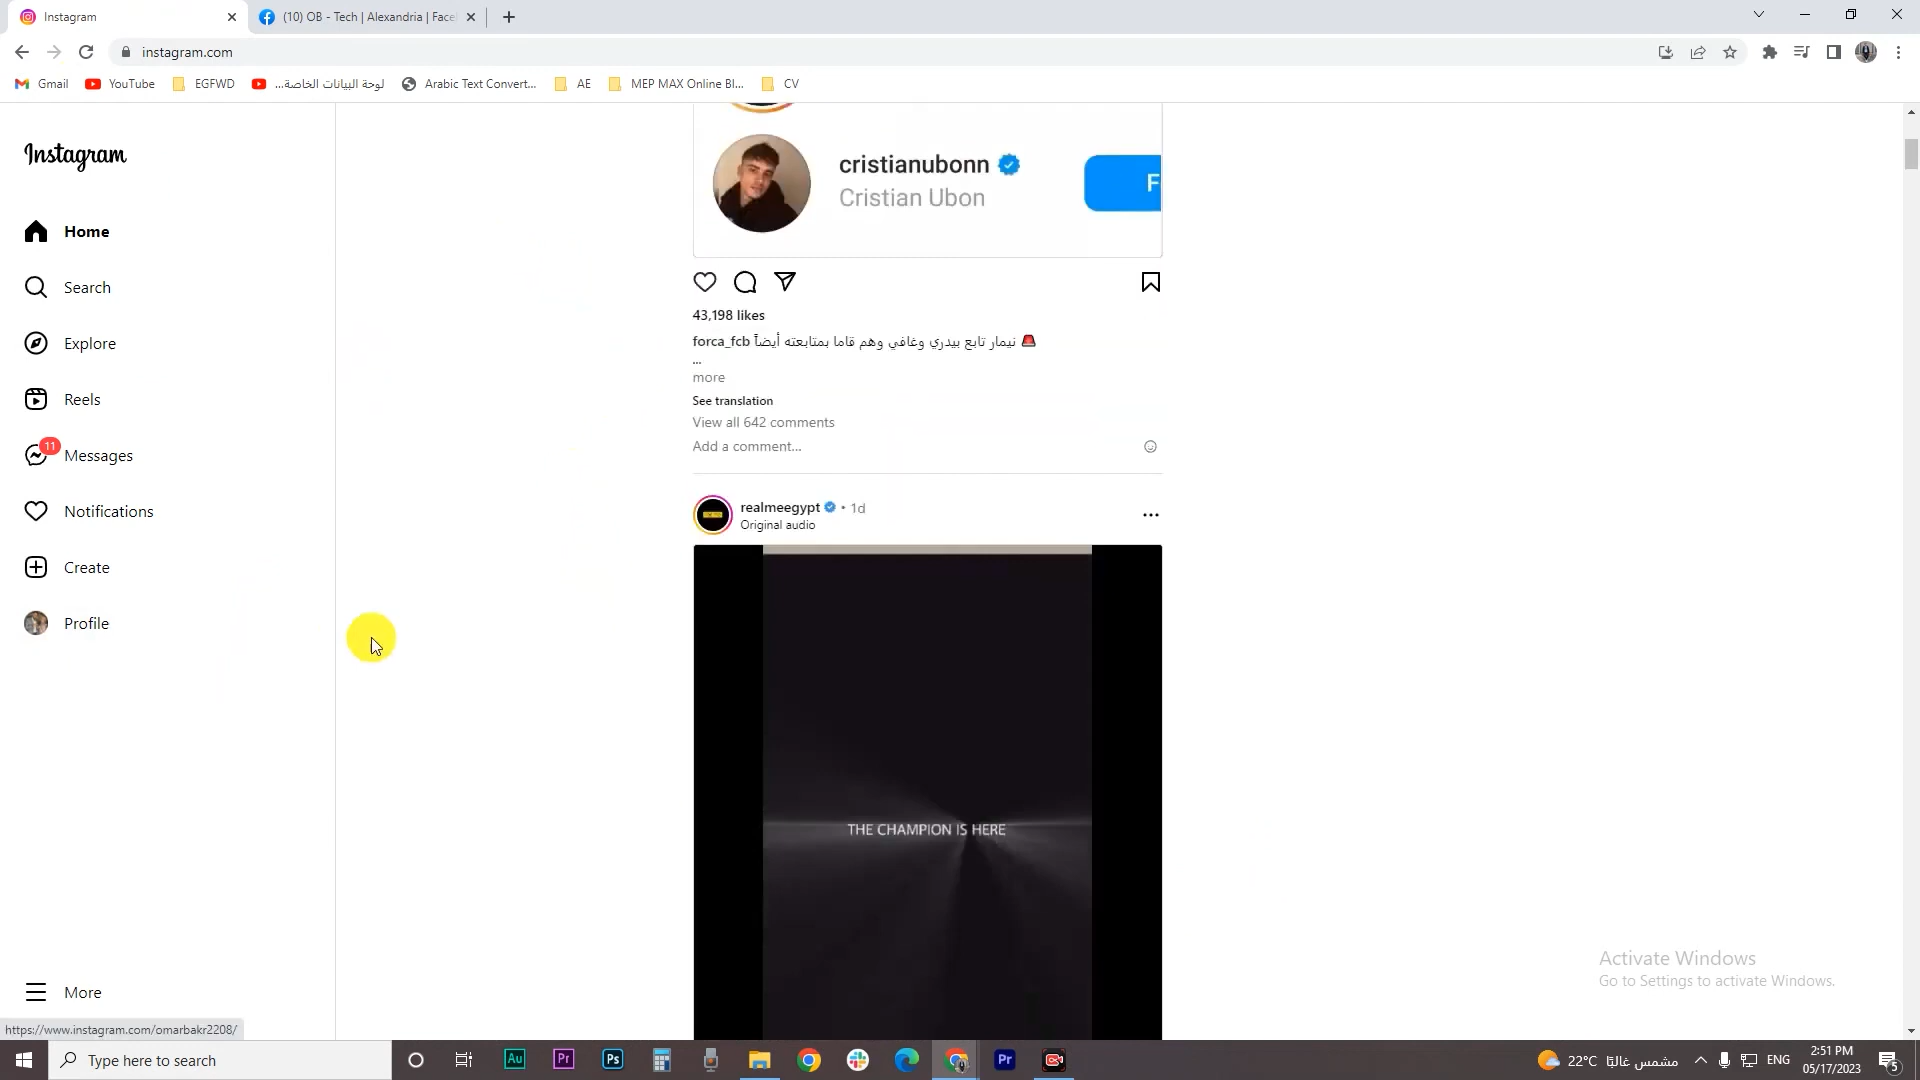 Instagram
(10) OB - Tech | Alexandria | Face
instagram.com
Gmail
YouTube
EGFWD
لوحة البيانات الخاصة...
Arabic Text Convert...
AE
MEP MAX Online Bl...
CV
Instagram
Home
Search
Explore
Reels
11
Messages
Notifications
Create
Profile
More
cristianubonn
Cristian Ubon
F
43,198 likes
forca_fcb نيمار تابع بيدري وغافي وهم قاما بمتابعته أيضاً 🚨
...
more
See translation
View all 642 comments
Add a comment...
realmeegypt • 1d
Original audio
THE CHAMPION IS HERE
Activate Windows
Go to Settings to activate Windows.
https://www.instagram.com/omarbakr2208/
Type here to search
Au
Pr
Ps
Pr
22°C مشمس غالبًا
ENG
2:51 PM
05/17/2023
5